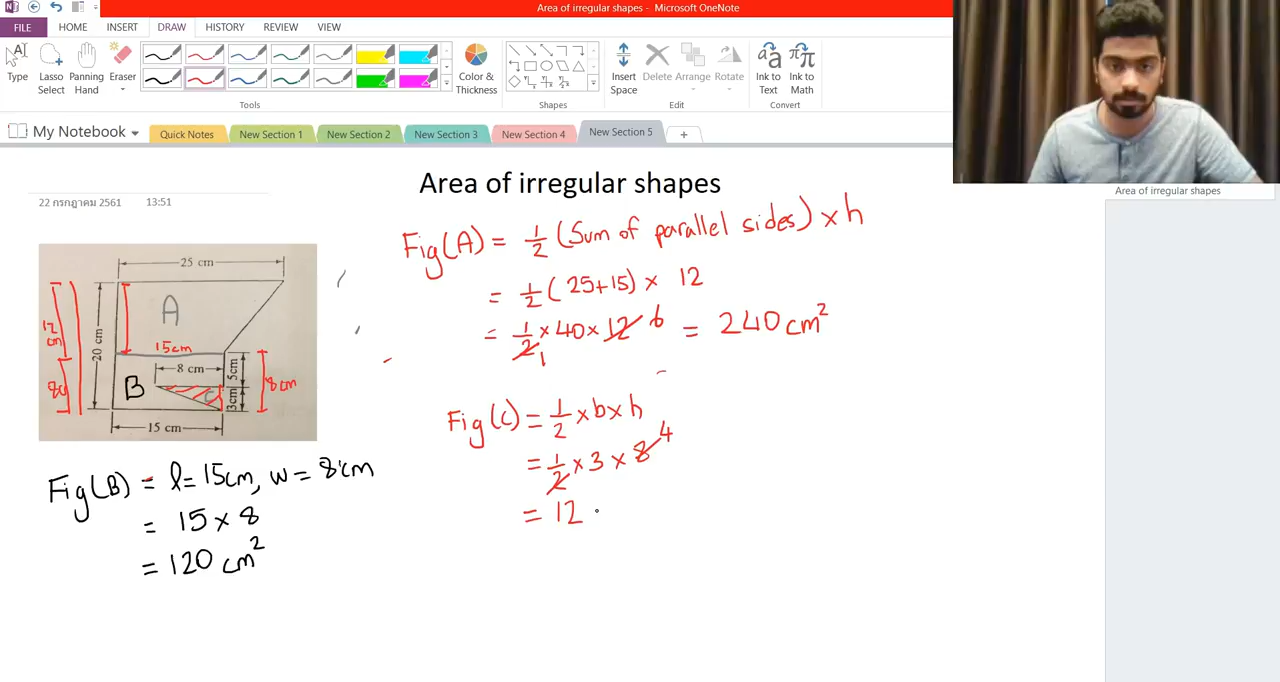 Area of irregular shapes - Microsoft OneNote
FILE HOME INSERT DRAW HISTORY REVIEW VIEW
Type
Lasso Select
Panning Hand
Eraser
Color & Thickness
Insert Space
Delete
Arrange
Rotate
Ink to Text
Ink to Math
Tools
Shapes
Edit
Convert
My Notebook
Quick Notes
New Section 1
New Section 2
New Section 3
New Section 4
New Section 5
+
Area of irregular shapes
22 กรกฎาคม 2561 13:51
Area of irregular shapes
25 cm
A
12 cm
20 cm
15cm
8 cm
5cm
B
C
3cm
8cm
15 cm
Fig(A) = 1/2 (Sum of parallel sides) × h
= 1/2 (25+15) × 12
= 1/2 × 40 × 12 6 = 240 cm²
1
Fig(C) = 1/2 × b × h
= 1/2 × 3 × 8 4
= 12
Fig(B) = l = 15cm, w = 8cm
= 15 × 8
= 120 cm²